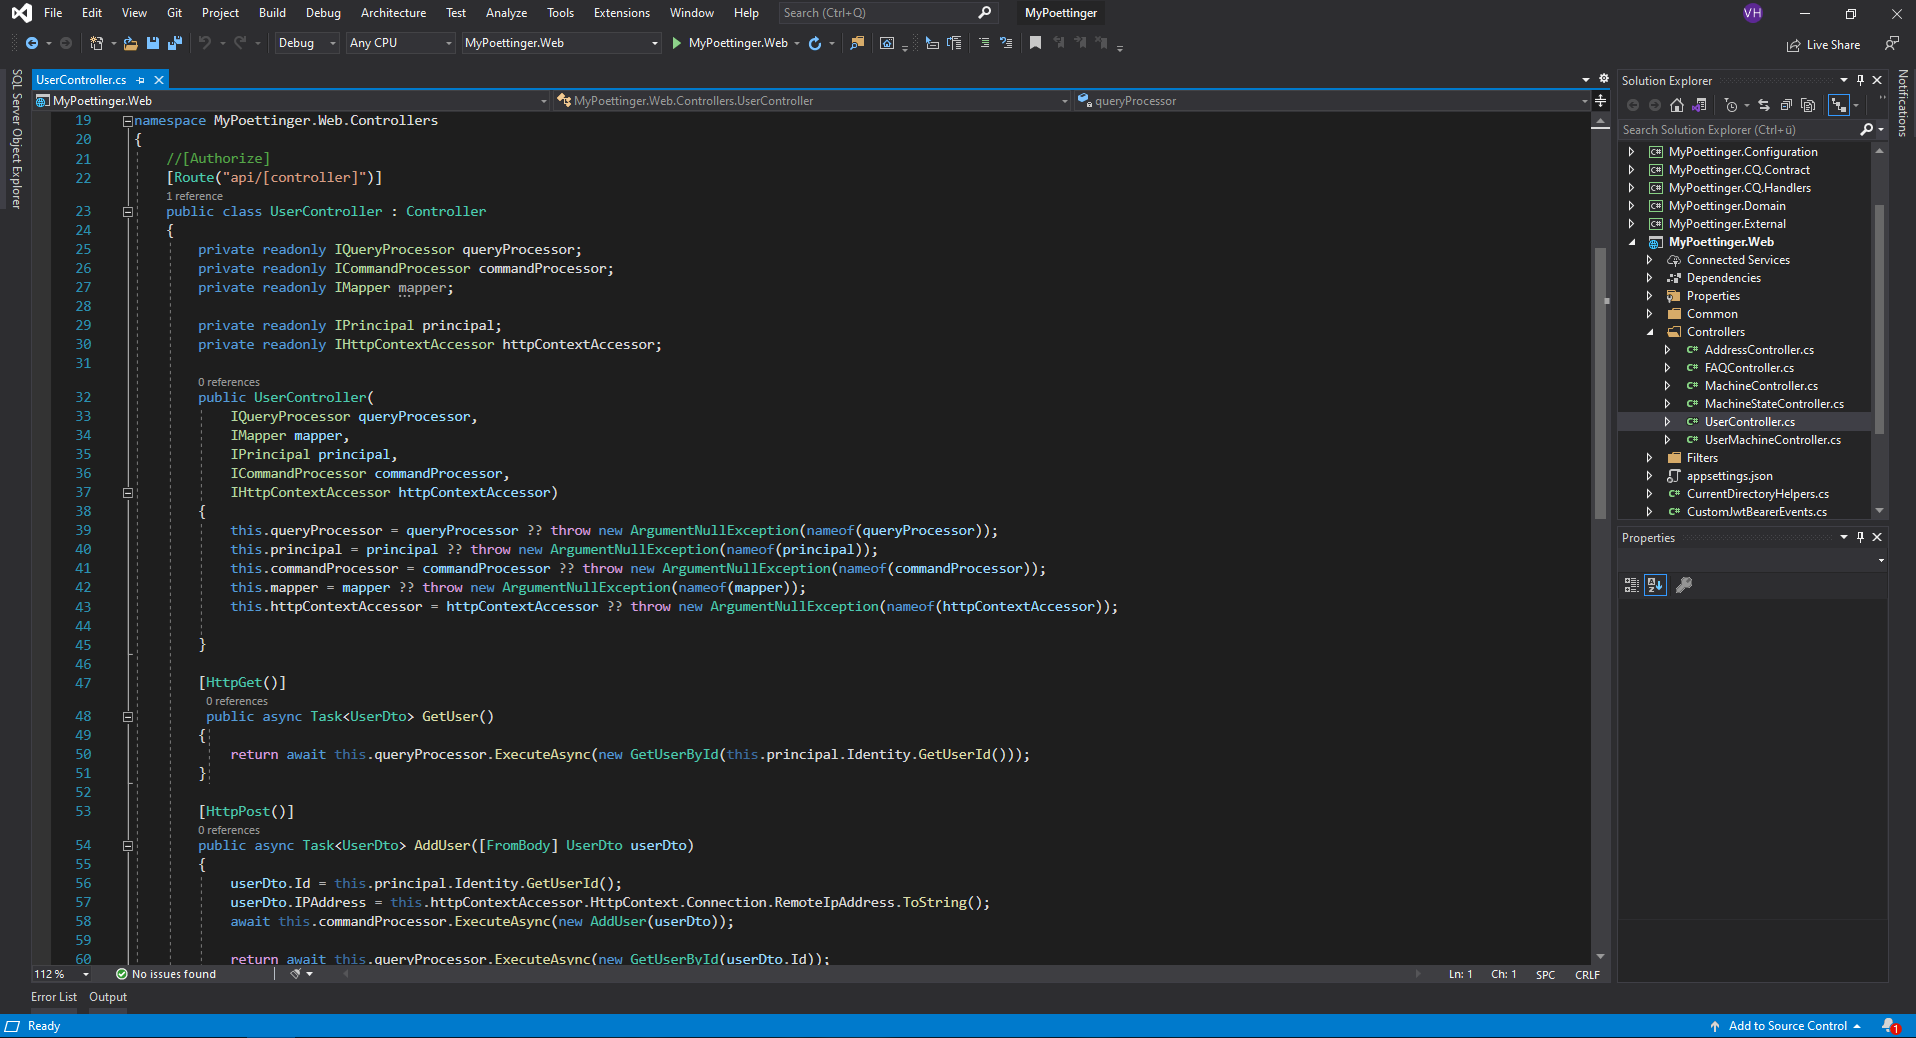 File Edit View Git Project Build Debug Architecture Test Analyze Tools Extensions Window Help Search (Ctrl+Q) MyPoettinger VH
Debug Any CPU MyPoettinger.Web MyPoettinger.Web Live Share
SQL Server Object Explorer
UserController.cs
MyPoettinger.Web MyPoettinger.Web.Controllers.UserController queryProcessor
19 namespace MyPoettinger.Web.Controllers
20 {
21 //[Authorize]
22 [Route("api/[controller]")]
1 reference
23 public class UserController : Controller
24 {
25 private readonly IQueryProcessor queryProcessor;
26 private readonly ICommandProcessor commandProcessor;
27 private readonly IMapper mapper;
28
29 private readonly IPrincipal principal;
30 private readonly IHttpContextAccessor httpContextAccessor;
31
0 references
32 public UserController(
33 IQueryProcessor queryProcessor,
34 IMapper mapper,
35 IPrincipal principal,
36 ICommandProcessor commandProcessor,
37 IHttpContextAccessor httpContextAccessor)
38 {
39 this.queryProcessor = queryProcessor ?? throw new ArgumentNullException(nameof(queryProcessor));
40 this.principal = principal ?? throw new ArgumentNullException(nameof(principal));
41 this.commandProcessor = commandProcessor ?? throw new ArgumentNullException(nameof(commandProcessor));
42 this.mapper = mapper ?? throw new ArgumentNullException(nameof(mapper));
43 this.httpContextAccessor = httpContextAccessor ?? throw new ArgumentNullException(nameof(httpContextAccessor));
44
45 }
46
47 [HttpGet()]
0 references
48 public async Task<UserDto> GetUser()
49 {
50 return await this.queryProcessor.ExecuteAsync(new GetUserById(this.principal.Identity.GetUserId()));
51 }
52
53 [HttpPost()]
0 references
54 public async Task<UserDto> AddUser([FromBody] UserDto userDto)
55 {
56 userDto.Id = this.principal.Identity.GetUserId();
57 userDto.IPAddress = this.httpContextAccessor.HttpContext.Connection.RemoteIpAddress.ToString();
58 await this.commandProcessor.ExecuteAsync(new AddUser(userDto));
59
60 return await this.queryProcessor.ExecuteAsync(new GetUserById(userDto.Id));
112 % No issues found Ln: 1 Ch: 1 SPC CRLF
Solution Explorer
Search Solution Explorer (Ctrl+ü)
MyPoettinger.Configuration
MyPoettinger.CQ.Contract
MyPoettinger.CQ.Handlers
MyPoettinger.Domain
MyPoettinger.External
MyPoettinger.Web
Connected Services
Dependencies
Properties
Common
Controllers
C# AddressController.cs
C# FAQController.cs
C# MachineController.cs
C# MachineStateController.cs
C# UserController.cs
C# UserMachineController.cs
Filters
appsettings.json
C# CurrentDirectoryHelpers.cs
C# CustomJwtBearerEvents.cs
Properties
Notifications
Error List Output
Ready Add to Source Control 1